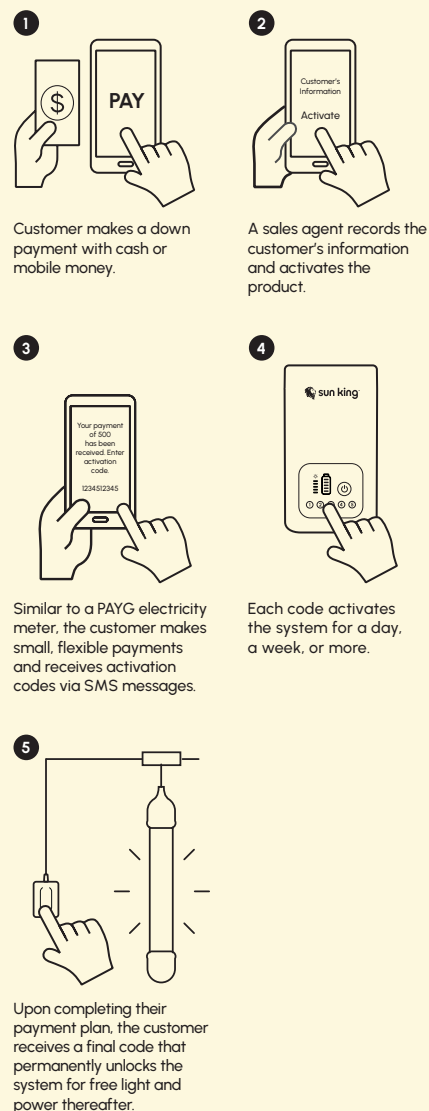 1
PAY
Customer makes a down
payment with cash or
mobile money.
2
Customer's
Information
Activate
A sales agent records the
customer's information
and activates the
product.
3
Your payment
of 500
has been
received. Enter
activation
code.
1234512345
Similar to a PAYG electricity
meter, the customer makes
small, flexible payments
and receives activation
codes via SMS messages.
4
sun king
Each code activates
the system for a day,
a week, or more.
5
Upon completing their
payment plan, the customer
receives a final code that
permanently unlocks the
system for free light and
power thereafter.